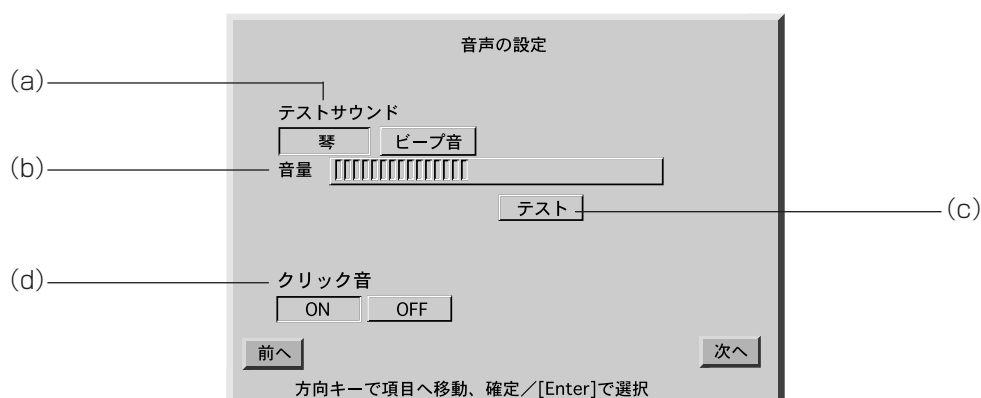 音声の設定
(a)
テストサウンド
琴 ビープ音
(b) 音量
テスト (c)
(d) クリック音
ON OFF
前へ 次へ
方向キーで項目へ移動、確定／[Enter]で選択